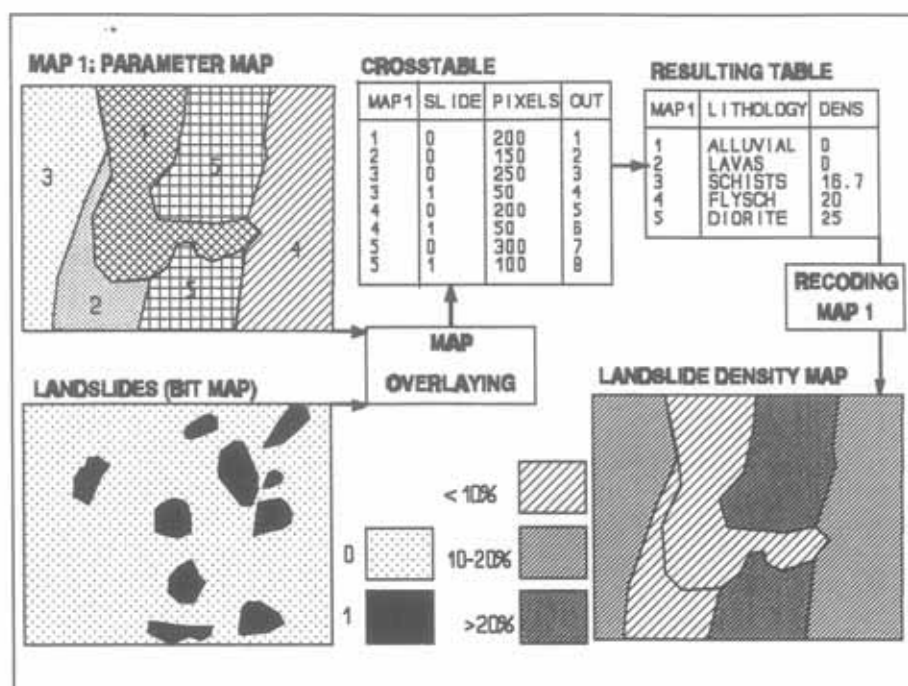 MAP 1: PARAMETER MAP
1
3
5
4
2
5
CROSSTABLE
MAP1 SLIDE PIXELS OUT
1 0 200 1
2 0 150 2
3 0 250 3
3 1 50 4
4 0 200 5
4 1 50 6
5 0 300 7
5 1 100 8
RESULTING TABLE
MAP1 LITHOLOGY DENS
1 ALLUVIAL 0
2 LAVAS 0
3 SCHISTS 16.7
4 FLYSCH 20
5 DIORITE 25
RECODING
MAP 1
MAP
OVERLAYING
LANDSLIDES (BIT MAP)
0
1
< 10%
10-20%
>20%
LANDSLIDE DENSITY MAP